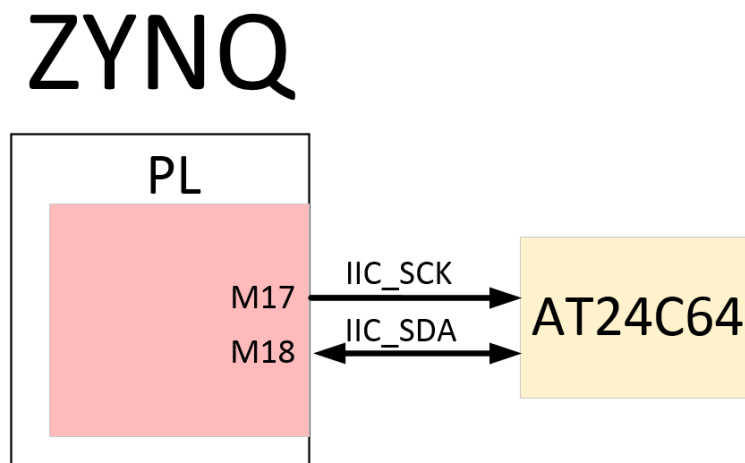 ZYNQ
PL
M17
IIC_SCK
M18
IIC_SDA
AT24C64